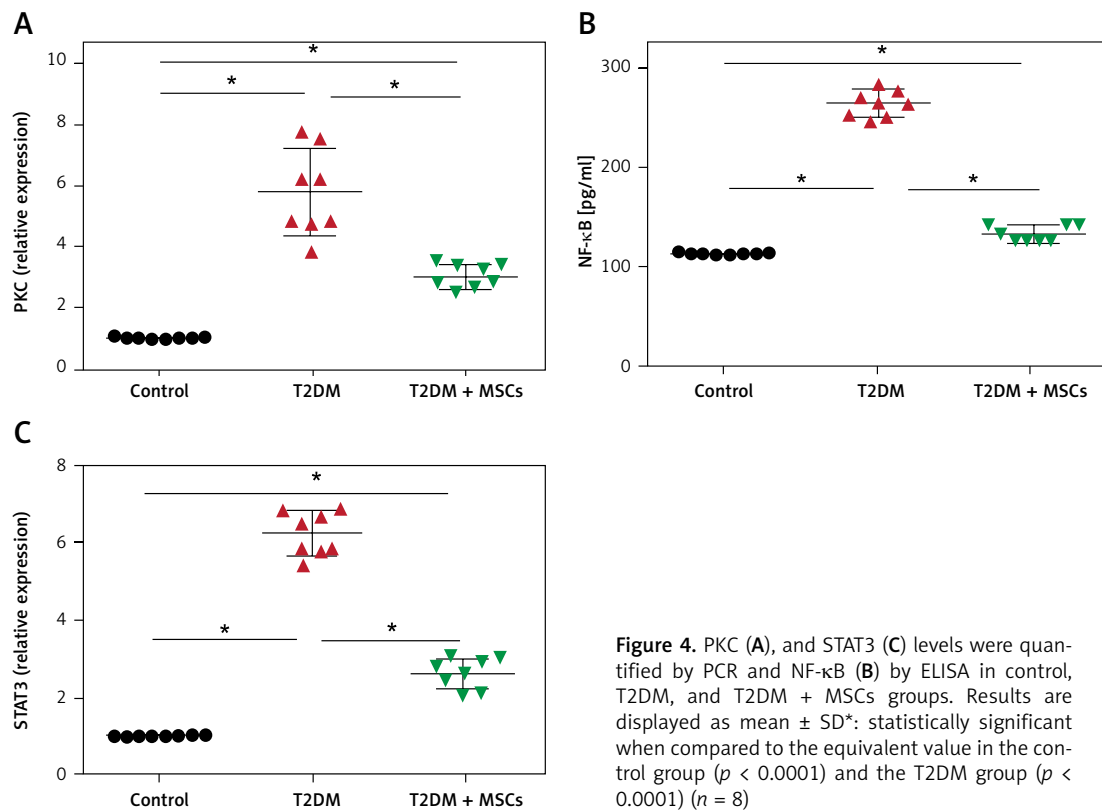 A
PKC (relative expression)
10
8
6
4
2
0
*
*
*
Control
T2DM
T2DM + MSCs
B
NF-κB [pg/ml]
300
200
100
0
*
*
*
Control
T2DM
T2DM + MSCs
C
STAT3 (relative expression)
8
6
4
2
0
*
*
*
Control
T2DM
T2DM + MSCs
Figure 4. PKC (A), and STAT3 (C) levels were quan-
tified by PCR and NF-κB (B) by ELISA in control,
T2DM, and T2DM + MSCs groups. Results are
displayed as mean ± SD*: statistically significant
when compared to the equivalent value in the con-
trol group (p < 0.0001) and the T2DM group (p <
0.0001) (n = 8)